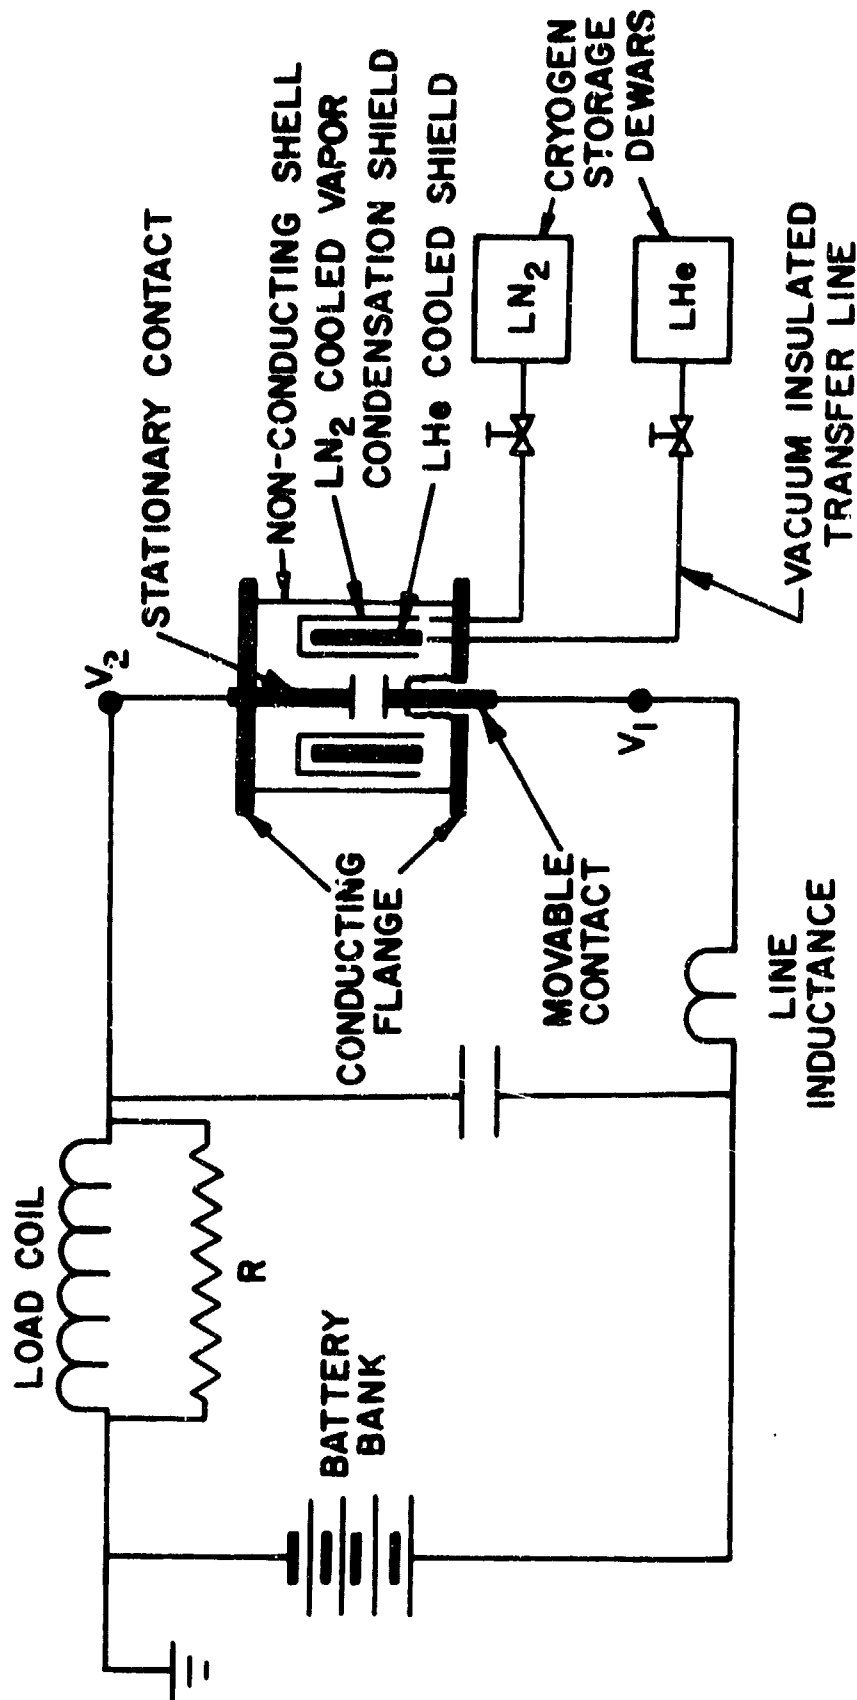 LOAD COIL
R
BATTERY
BANK
CONDUCTING
FLANGE
MOVABLE
CONTACT
LINE
INDUCTANCE
V₂
V₁
STATIONARY CONTACT
NON-CONDUCTING SHELL
LN₂ COOLED VAPOR
CONDENSATION SHIELD
LHe COOLED SHIELD
LN₂
LHe
CRYOGEN
STORAGE
DEWARS
VACUUM INSULATED
TRANSFER LINE